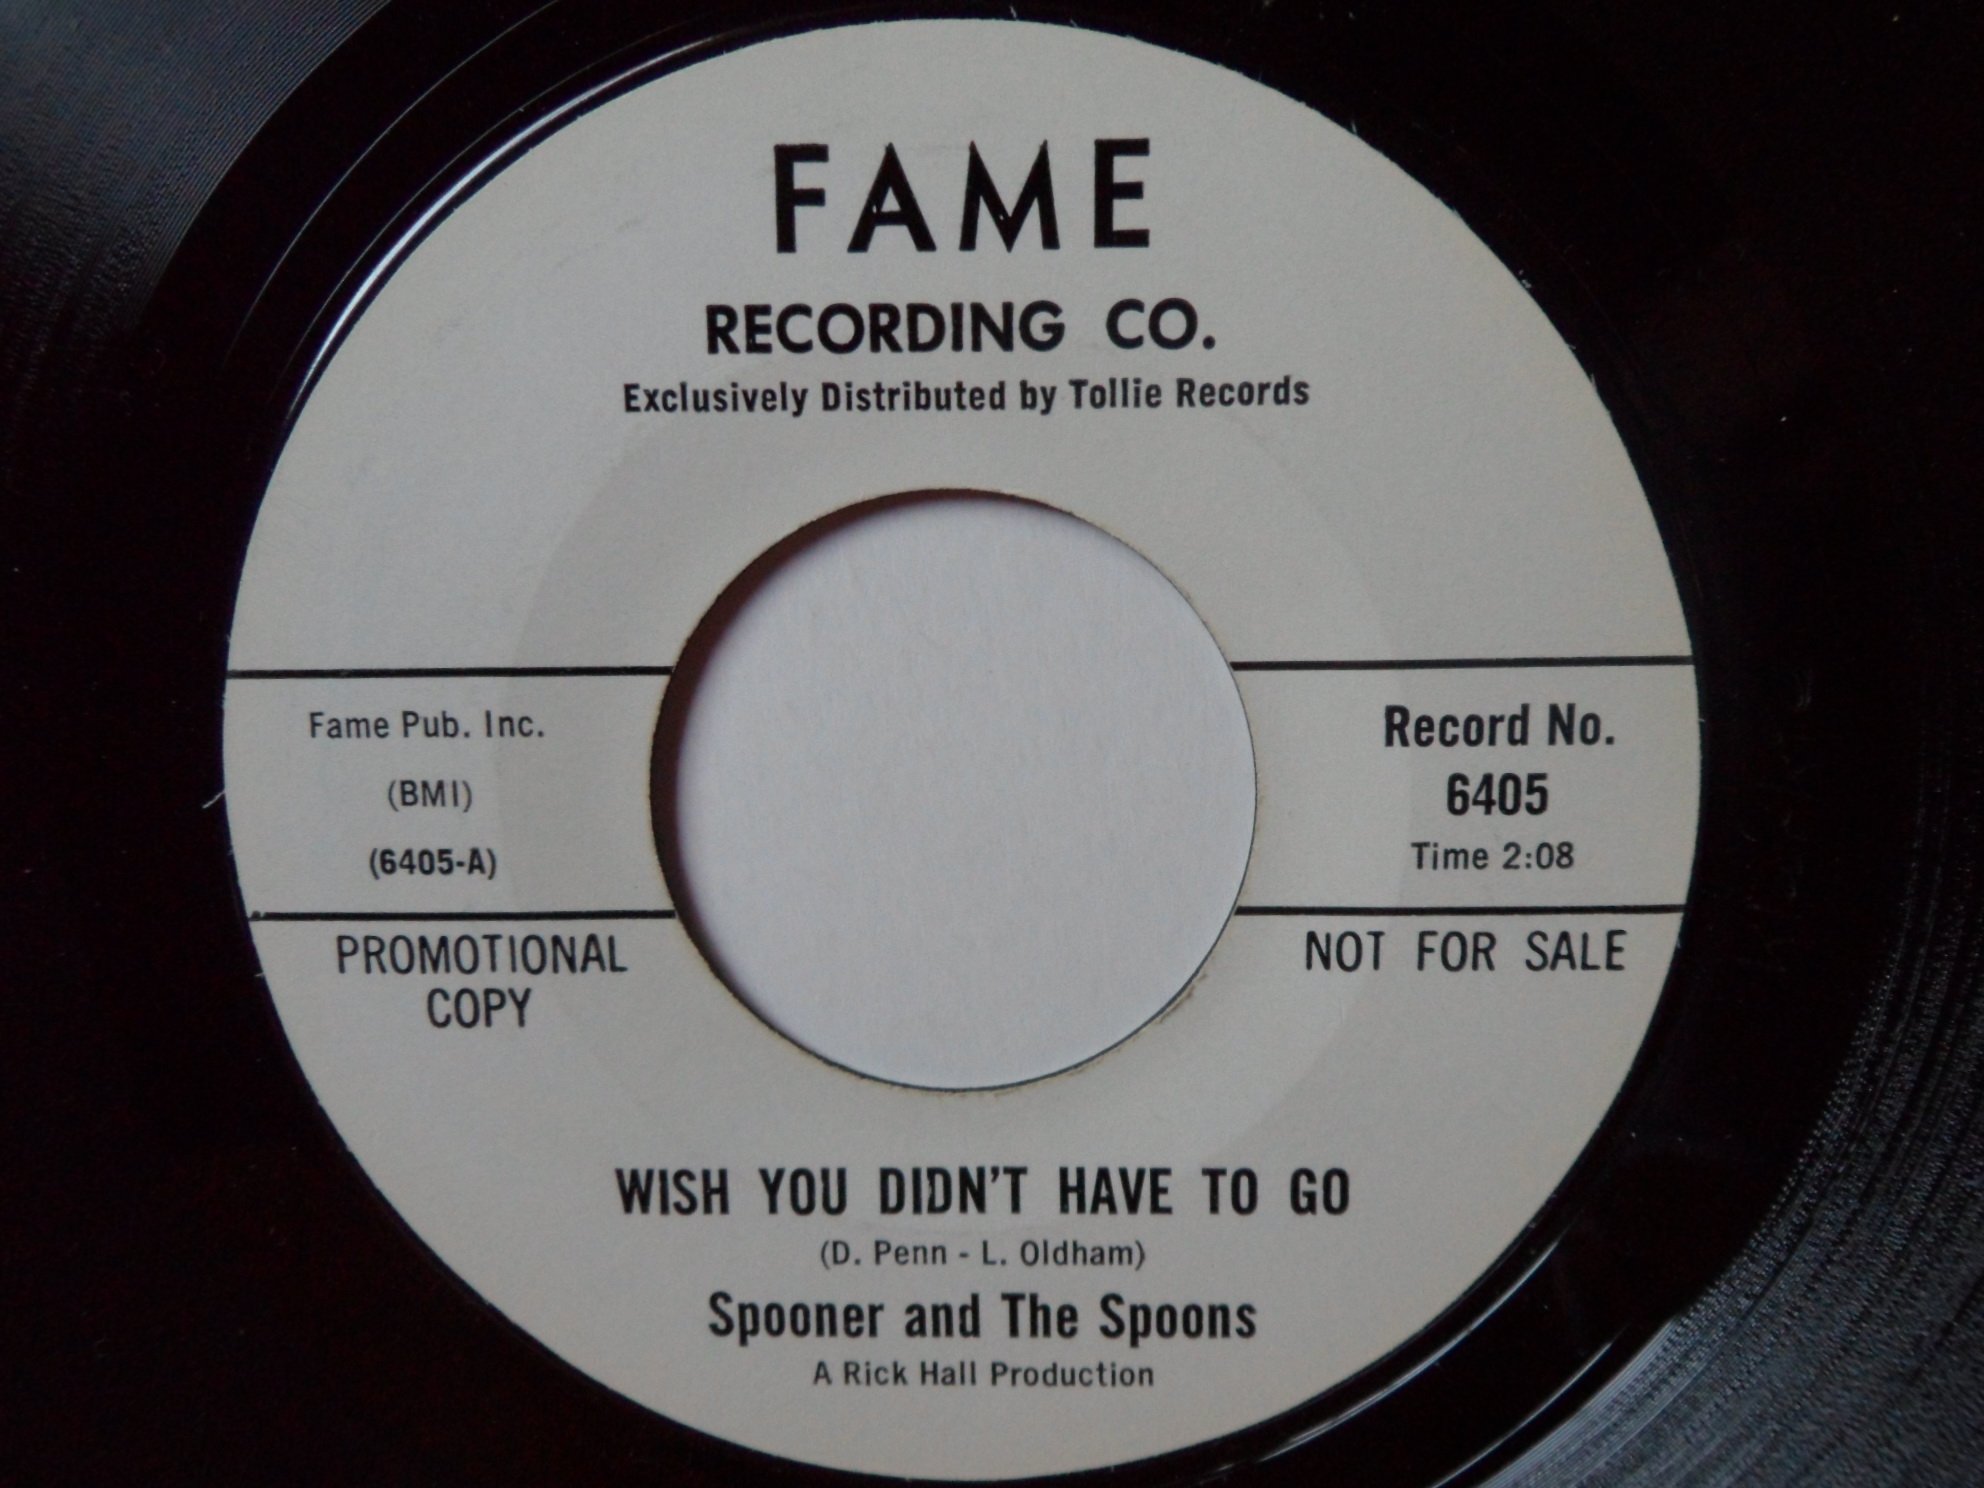 FAME
RECORDING CO.
Exclusively Distributed by Tollie Records
Fame Pub. Inc.
(BMI)
(6405-A)
Record No.
6405
Time 2:08
PROMOTIONAL
COPY
NOT FOR SALE
WISH YOU DIDN'T HAVE TO GO
(D. Penn - L. Oldham)
Spooner and The Spoons
A Rick Hall Production